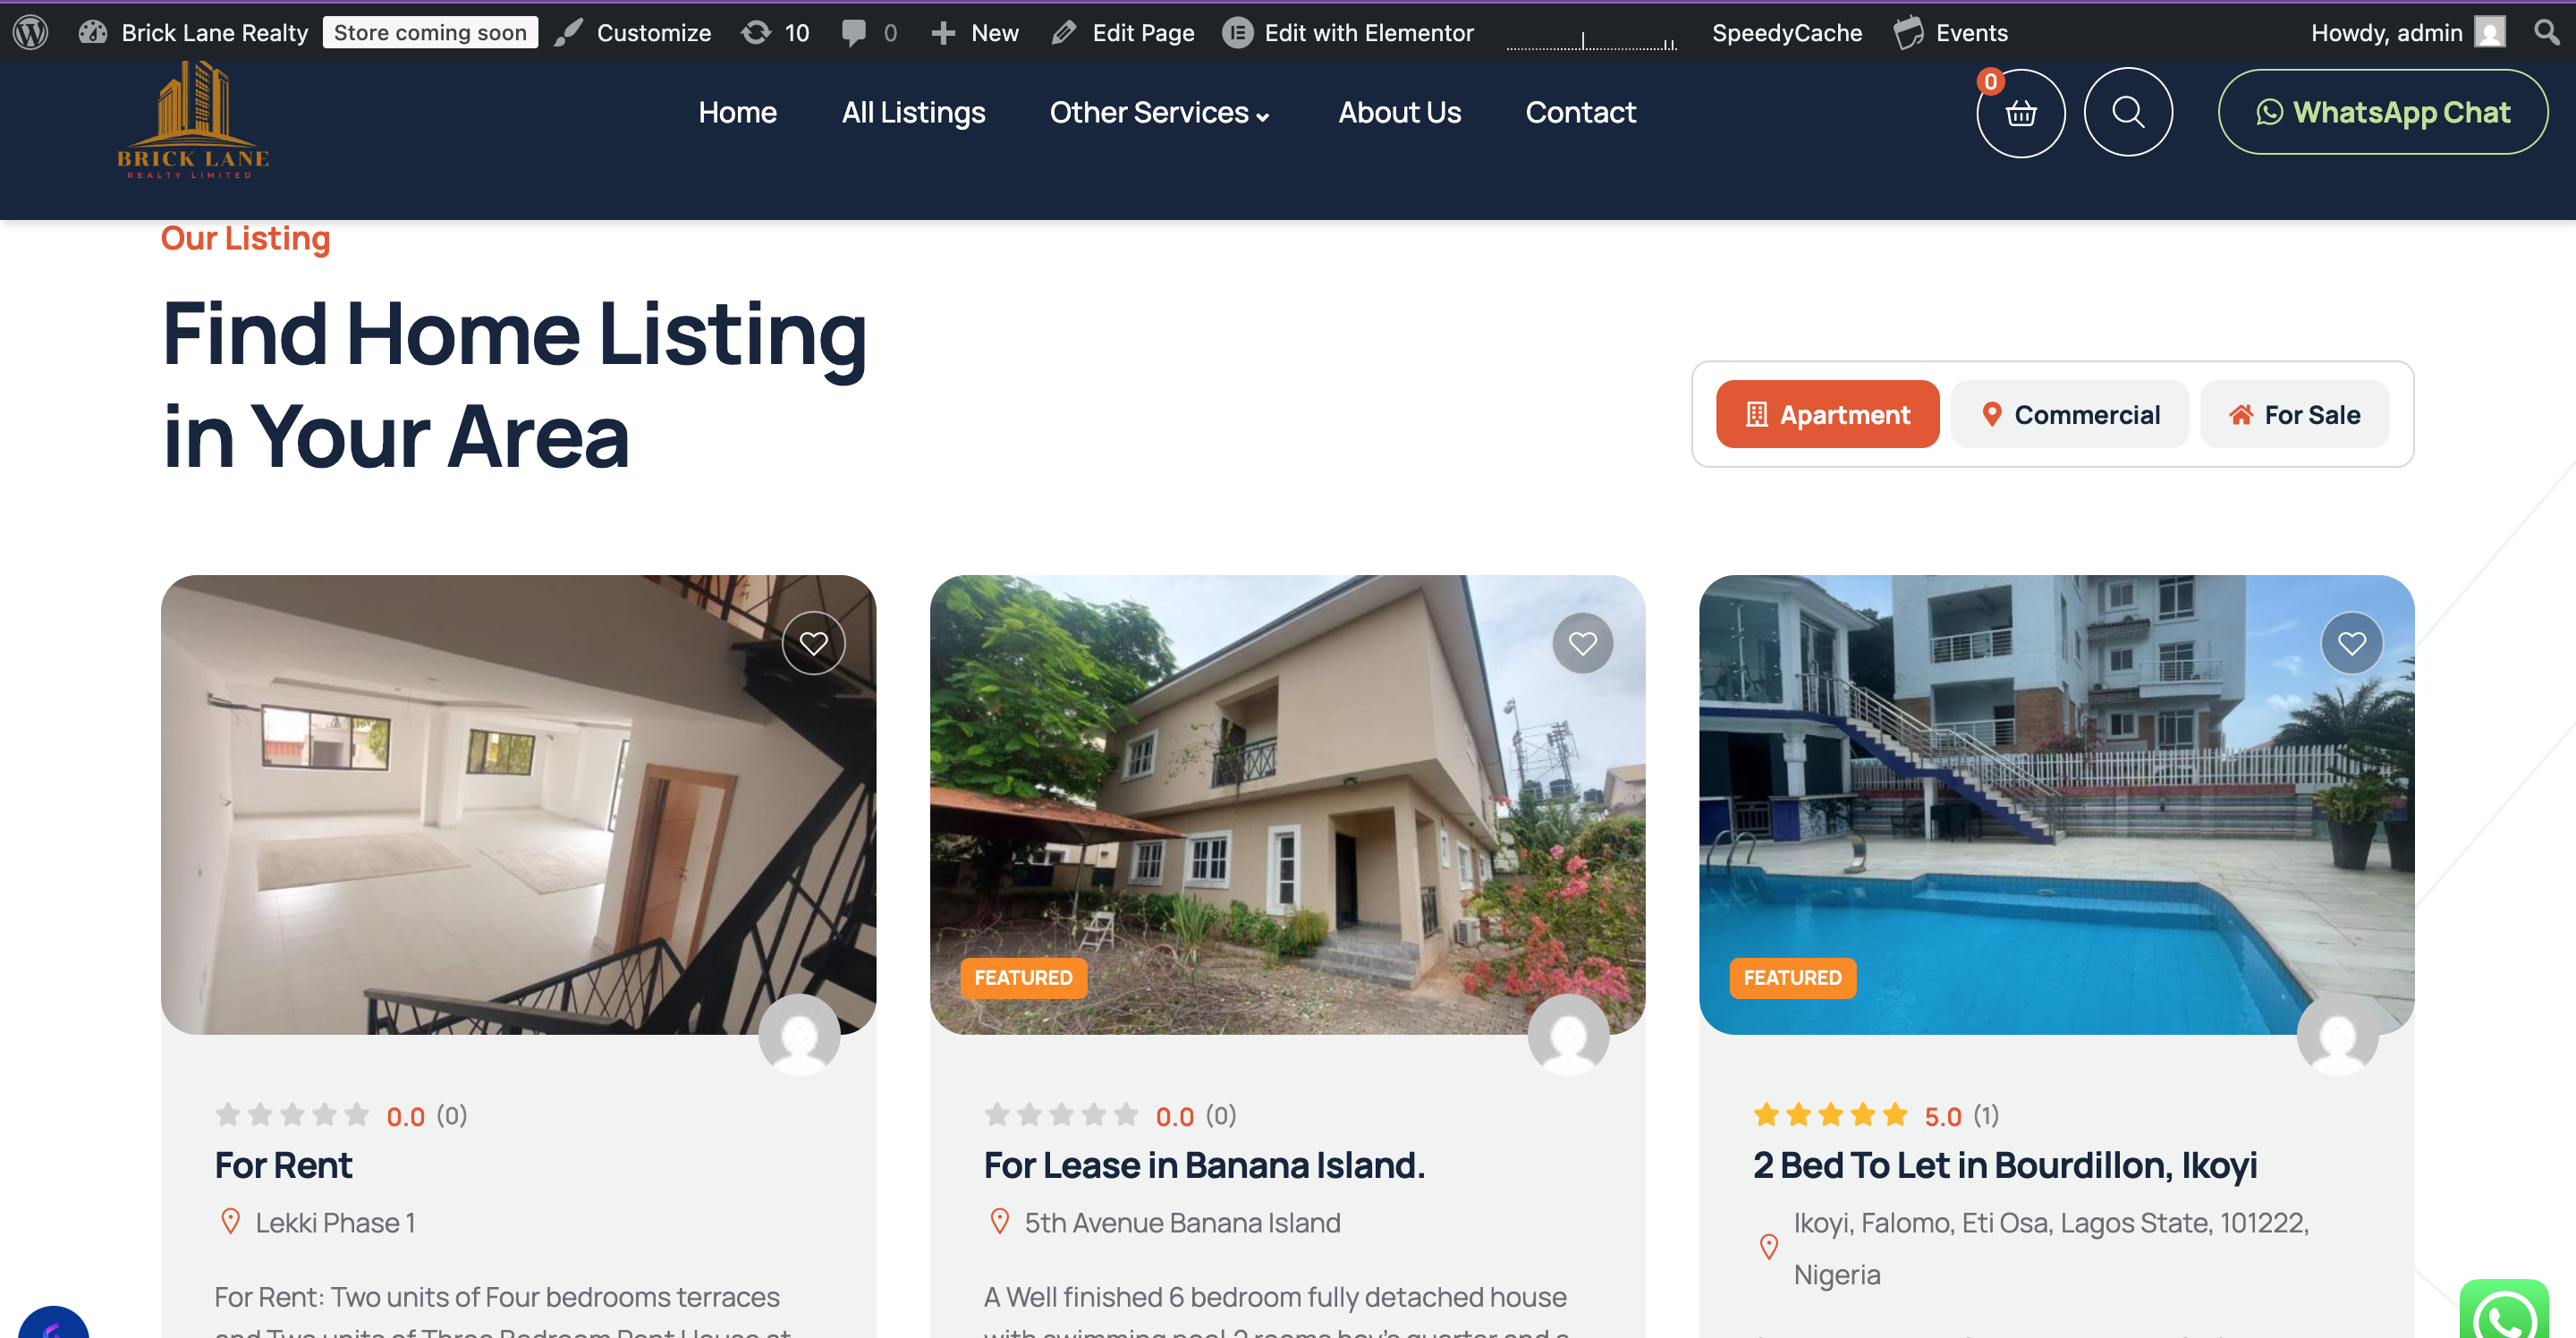 Brick Lane Realty Store coming soon Customize 10 0 New Edit Page Edit with Elementor SpeedyCache Events Howdy, admin
BRICK LANE
REALTY LIMITED
Home All Listings Other Services About Us Contact 0 WhatsApp Chat
Our Listing
Find Home Listing
in Your Area
Apartment Commercial For Sale
FEATURED FEATURED
0.0 (0) 0.0 (0) 5.0 (1)
For Rent For Lease in Banana Island. 2 Bed To Let in Bourdillon, Ikoyi
Lekki Phase 1 5th Avenue Banana Island Ikoyi, Falomo, Eti Osa, Lagos State, 101222,
Nigeria
For Rent: Two units of Four bedrooms terraces A Well finished 6 bedroom fully detached house